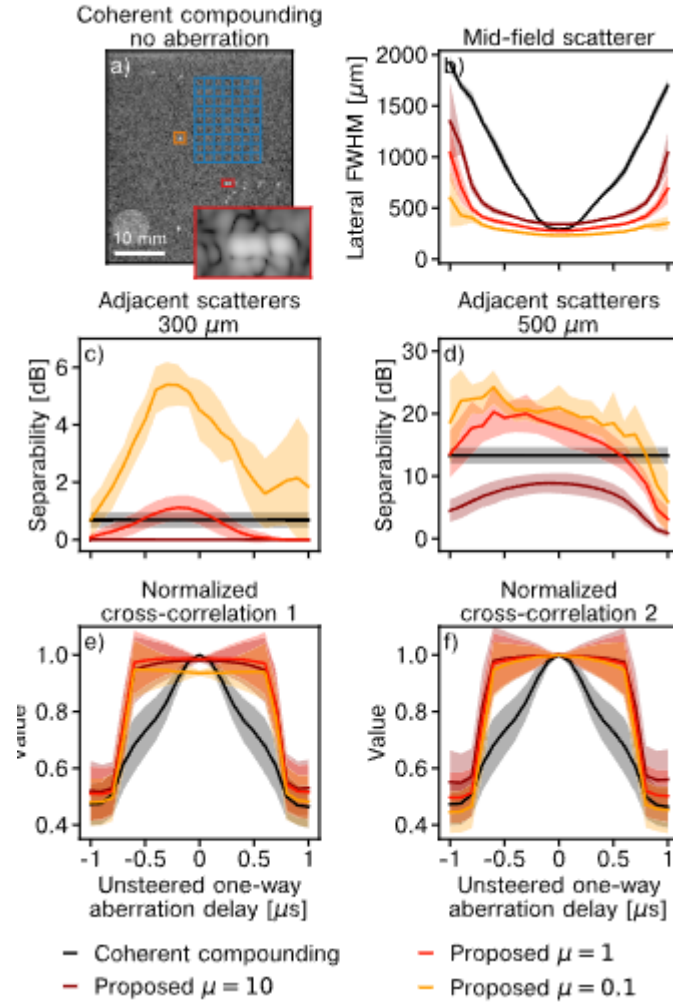 Coherent compounding
no aberration
a)
10 mm
Mid-field scatterer
b)
Lateral FWHM [μm]
2000
1500
1000
500
0
Adjacent scatterers
300 μm
c)
Separability [dB]
6
4
2
0
Adjacent scatterers
500 μm
d)
Separability [dB]
30
20
10
0
Normalized
cross-correlation 1
e)
Value
1.0
0.8
0.6
0.4
-1 -0.5 0 0.5 1
Unsteered one-way
aberration delay [μs]
Normalized
cross-correlation 2
f)
Value
1.0
0.8
0.6
0.4
-1 -0.5 0 0.5 1
Unsteered one-way
aberration delay [μs]
Coherent compounding
Proposed μ = 10
Proposed μ = 1
Proposed μ = 0.1